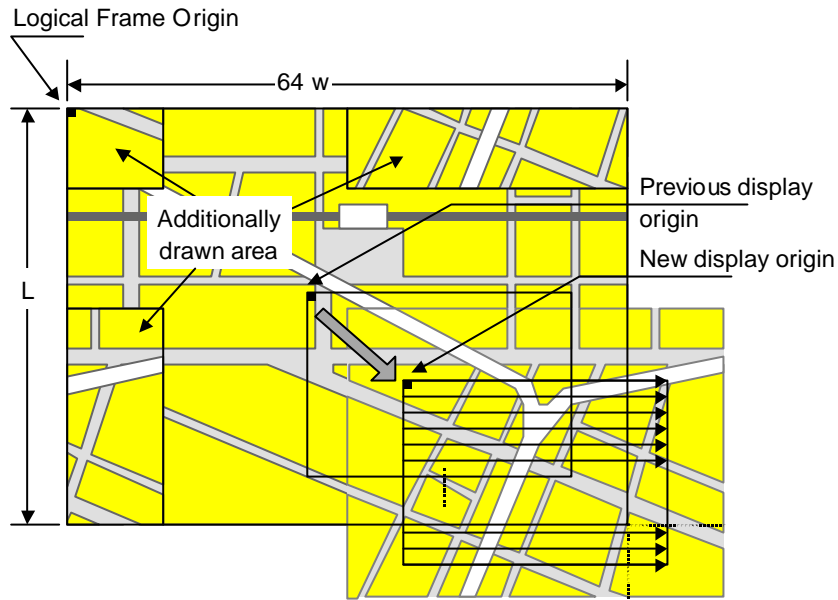 Logical Frame Origin
64 w
Previous display
origin
Additionally
drawn area
New display origin
L